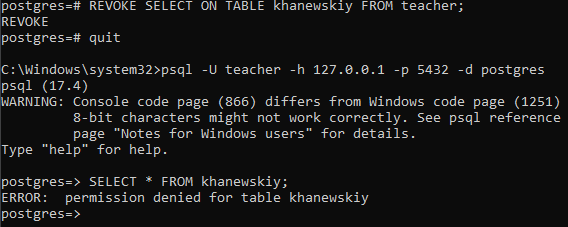 postgres=# REVOKE SELECT ON TABLE khanewskiy FROM teacher;
REVOKE
postgres=# quit
C:\Windows\system32>psql -U teacher -h 127.0.0.1 -p 5432 -d postgres
psql (17.4)
WARNING: Console code page (866) differs from Windows code page (1251)
         8-bit characters might not work correctly. See psql reference
         page "Notes for Windows users" for details.
Type "help" for help.
postgres=> SELECT * FROM khanewskiy;
ERROR:  permission denied for table khanewskiy
postgres=>